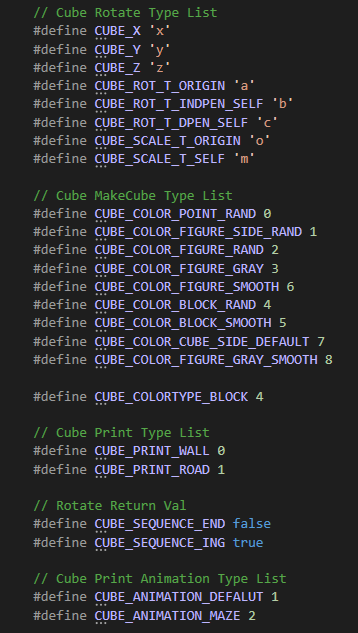 // Cube Rotate Type List
#define CUBE_X 'x'
#define CUBE_Y 'y'
#define CUBE_Z 'z'
#define CUBE_ROT_T_ORIGIN 'a'
#define CUBE_ROT_T_INDPEN_SELF 'b'
#define CUBE_ROT_T_DPEN_SELF 'c'
#define CUBE_SCALE_T_ORIGIN 'o'
#define CUBE_SCALE_T_SELF 'm'
// Cube MakeCube Type List
#define CUBE_COLOR_POINT_RAND 0
#define CUBE_COLOR_FIGURE_SIDE_RAND 1
#define CUBE_COLOR_FIGURE_RAND 2
#define CUBE_COLOR_FIGURE_GRAY 3
#define CUBE_COLOR_FIGURE_SMOOTH 6
#define CUBE_COLOR_BLOCK_RAND 4
#define CUBE_COLOR_BLOCK_SMOOTH 5
#define CUBE_COLOR_CUBE_SIDE_DEFAULT 7
#define CUBE_COLOR_FIGURE_GRAY_SMOOTH 8
#define CUBE_COLORTYPE_BLOCK 4
// Cube Print Type List
#define CUBE_PRINT_WALL 0
#define CUBE_PRINT_ROAD 1
// Rotate Return Val
#define CUBE_SEQUENCE_END false
#define CUBE_SEQUENCE_ING true
// Cube Print Animation Type List
#define CUBE_ANIMATION_DEFALUT 1
#define CUBE_ANIMATION_MAZE 2